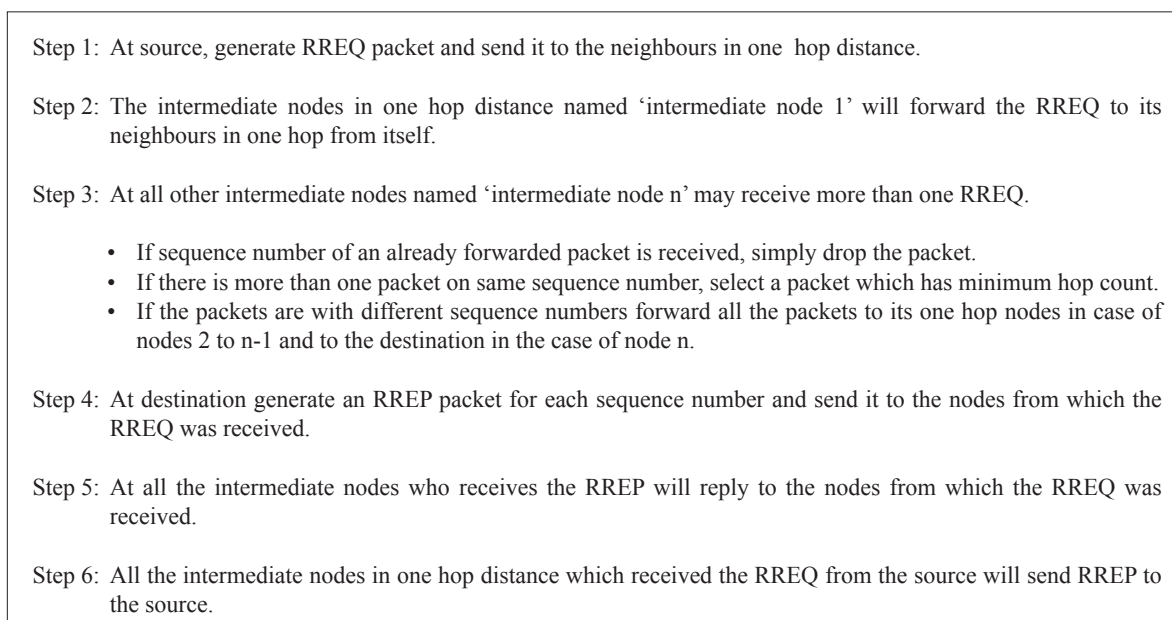 Step 1: At source, generate RREQ packet and send it to the neighbours in one hop distance.
Step 2: The intermediate nodes in one hop distance named ‘intermediate node 1’ will forward the RREQ to its
neighbours in one hop from itself.
Step 3: At all other intermediate nodes named ‘intermediate node n’ may receive more than one RREQ.
• If sequence number of an already forwarded packet is received, simply drop the packet.
• If there is more than one packet on same sequence number, select a packet which has minimum hop count.
• If the packets are with different sequence numbers forward all the packets to its one hop nodes in case of
nodes 2 to n-1 and to the destination in the case of node n.
Step 4: At destination generate an RREP packet for each sequence number and send it to the nodes from which the
RREQ was received.
Step 5: At all the intermediate nodes who receives the RREP will reply to the nodes from which the RREQ was
received.
Step 6: All the intermediate nodes in one hop distance which received the RREQ from the source will send RREP to
the source.